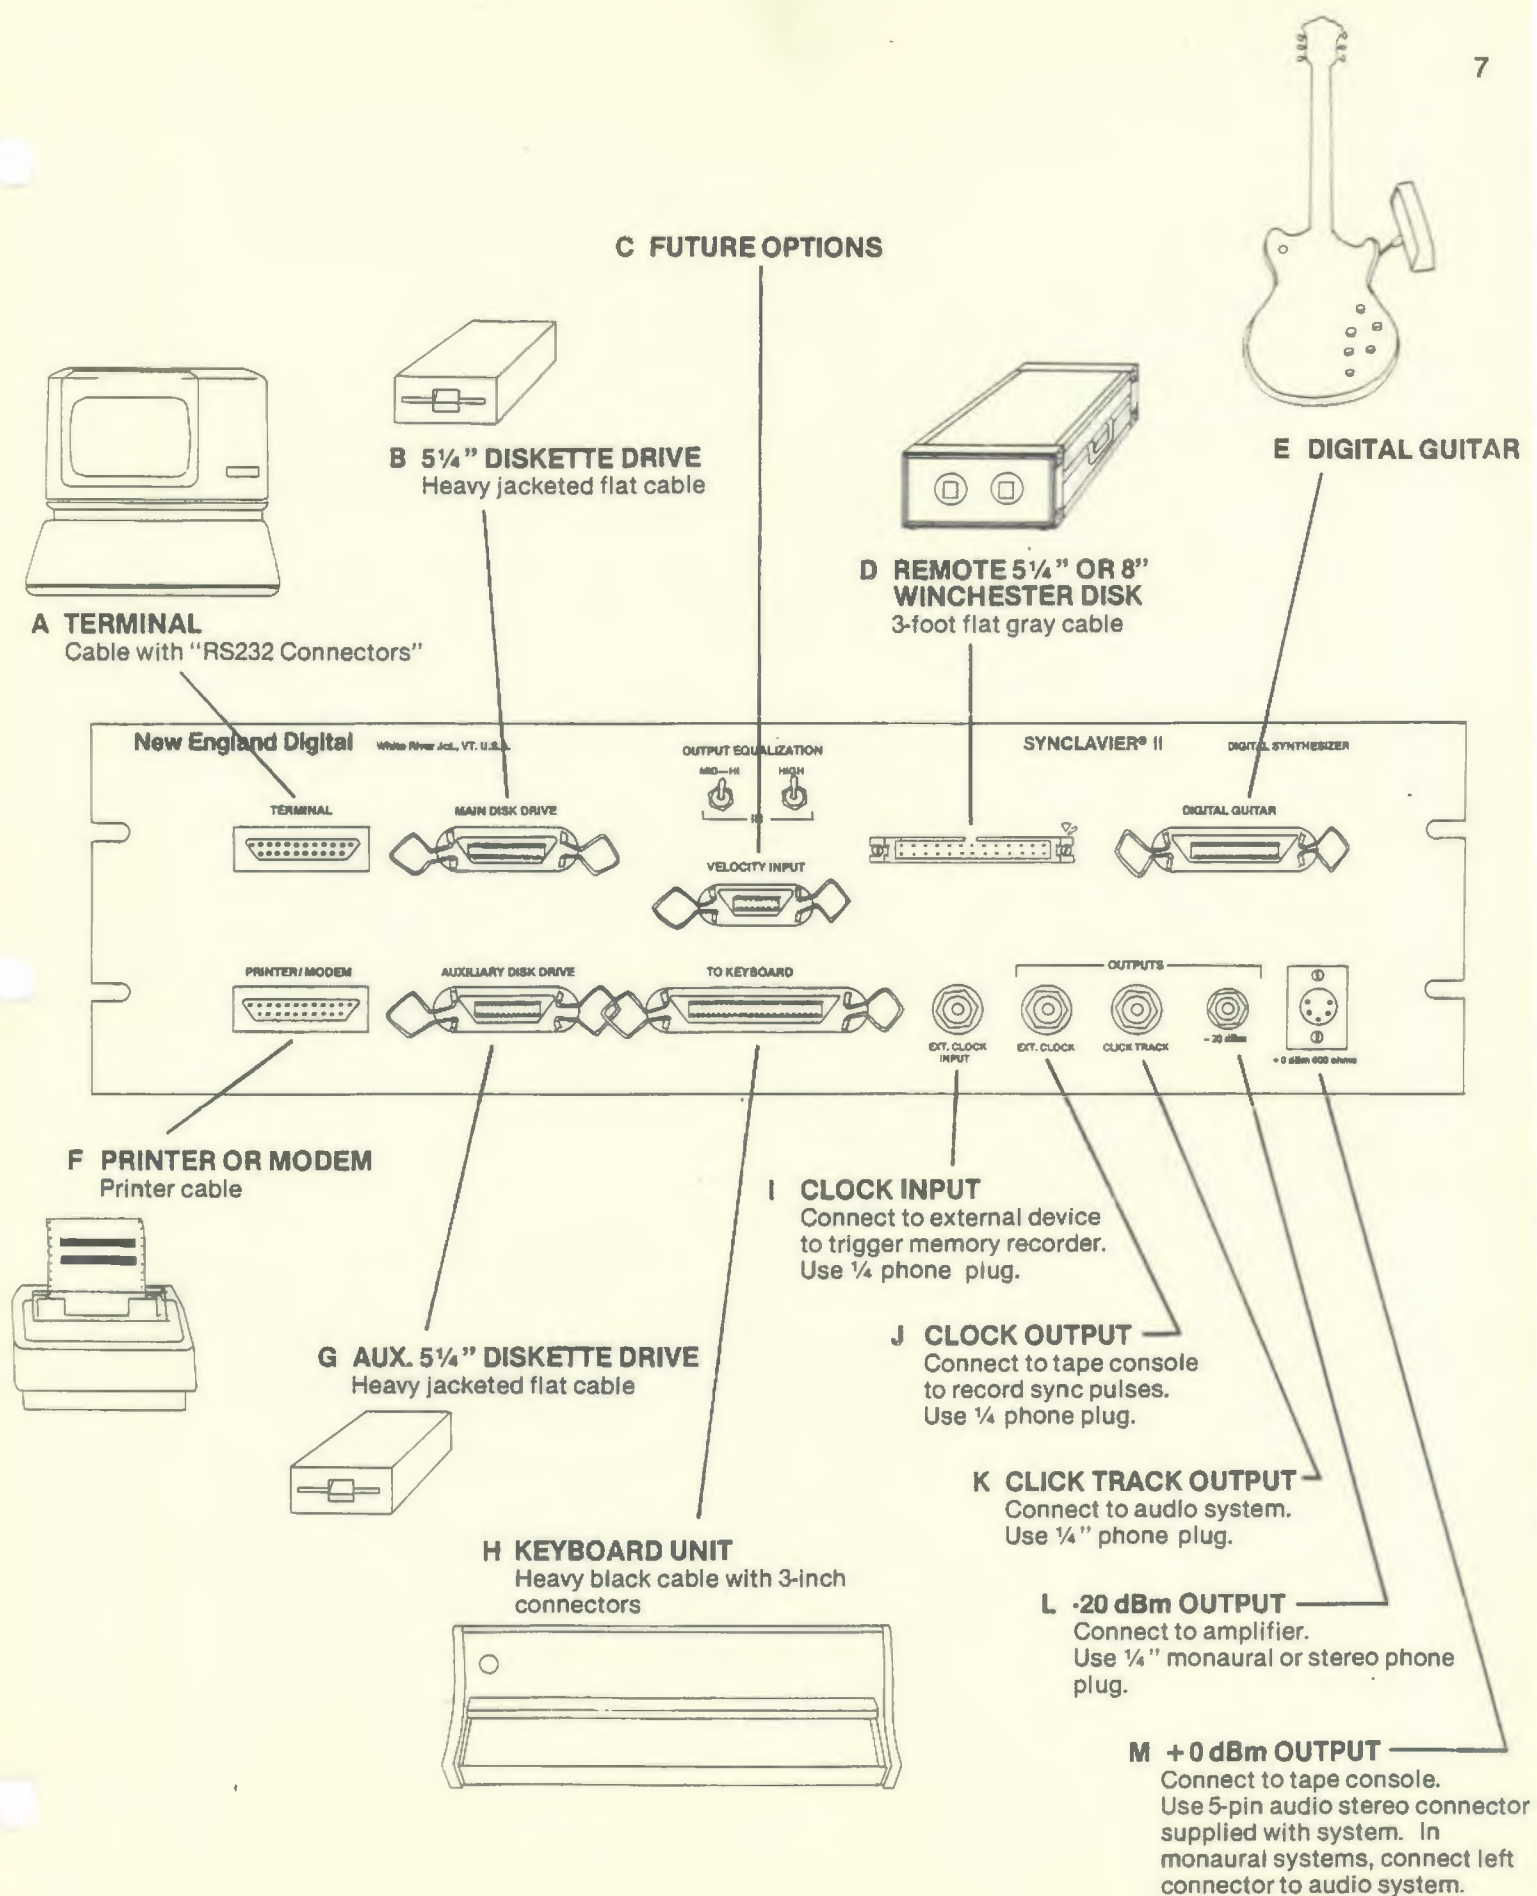 7
C FUTURE OPTIONS
B 5¼" DISKETTE DRIVE
Heavy jacketed flat cable
E DIGITAL GUITAR
D REMOTE 5¼" OR 8"
WINCHESTER DISK
3-foot flat gray cable
A TERMINAL
Cable with "RS232 Connectors"
New England Digital White River Jct., VT. U.S.A.
OUTPUT EQUALIZATION
SYNCLAVIER® II DIGITAL SYNTHESIZER
MID—HI HIGH
TERMINAL
MAIN DISK DRIVE
DIGITAL GUITAR
VELOCITY INPUT
PRINTER/MODEM
AUXILIARY DISK DRIVE
TO KEYBOARD
OUTPUTS
EXT. CLOCK
INPUT
EXT. CLOCK
CLICK TRACK
- 20 dBm
+ 0 dBm 600 ohms
F PRINTER OR MODEM
Printer cable
I CLOCK INPUT
Connect to external device
to trigger memory recorder.
Use ¼ phone plug.
J CLOCK OUTPUT
Connect to tape console
to record sync pulses.
Use ¼ phone plug.
G AUX. 5¼" DISKETTE DRIVE
Heavy jacketed flat cable
K CLICK TRACK OUTPUT
Connect to audio system.
Use ¼" phone plug.
H KEYBOARD UNIT
Heavy black cable with 3-inch
connectors
L -20 dBm OUTPUT
Connect to amplifier.
Use ¼" monaural or stereo phone
plug.
M +0 dBm OUTPUT
Connect to tape console.
Use 5-pin audio stereo connector
supplied with system. In
monaural systems, connect left
connector to audio system.